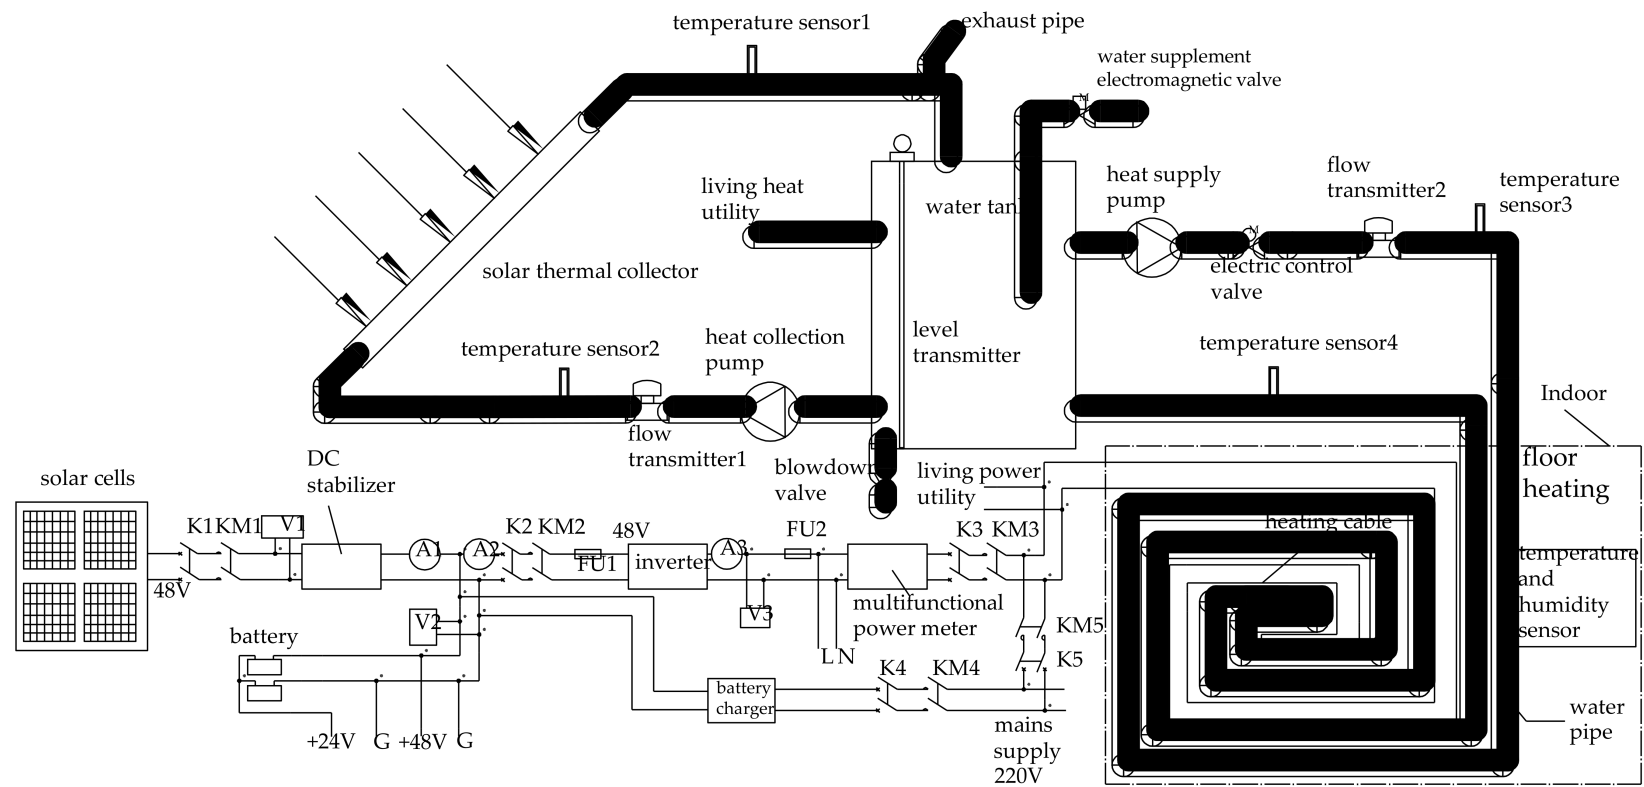 temperature sensor1
exhaust pipe
water supplement
electromagnetic valve
M
living heat
utility
water tank
heat supply
pump
flow
transmitter2
temperature
sensor3
M
solar thermal collector
electric control
valve
temperature sensor2
heat collection
pump
level
transmitter
temperature sensor4
Indoor
flow
transmitter1
blowdown
valve
living power
utility
floor
heating
solar cells
DC
stabilizer
K1 KM1 V1
A1
A2
K2 KM2
48V
FU1
inverter
A3
FU2
K3 KM3
heating cable
48V
temperature
and
humidity
sensor
multifunctional
power meter
V2
V3
battery
L N
KM5
K5
K4 KM4
battery
charger
mains
supply
220V
water
pipe
+24V G +48V G